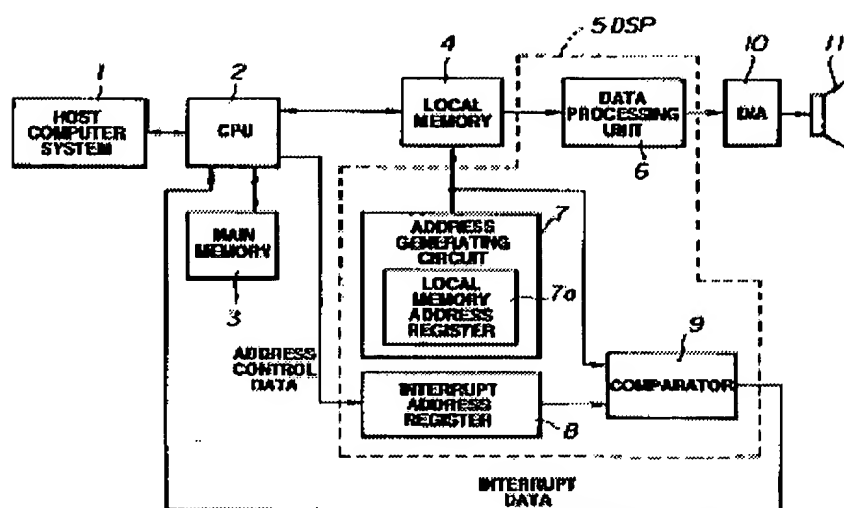 5 DSP
1
2
4
10
11
HOST
COMPUTER
SYSTEM
CPU
LOCAL
MEMORY
DATA
PROCESSING
UNIT
6
D/A
MAIN
MEMORY
3
ADDRESS
GENERATING
CIRCUIT
7
LOCAL
MEMORY
ADDRESS
REGISTER
7a
ADDRESS
CONTROL
DATA
INTERRUPT
ADDRESS
REGISTER
8
9
COMPARATOR
INTERRUPT
DATA